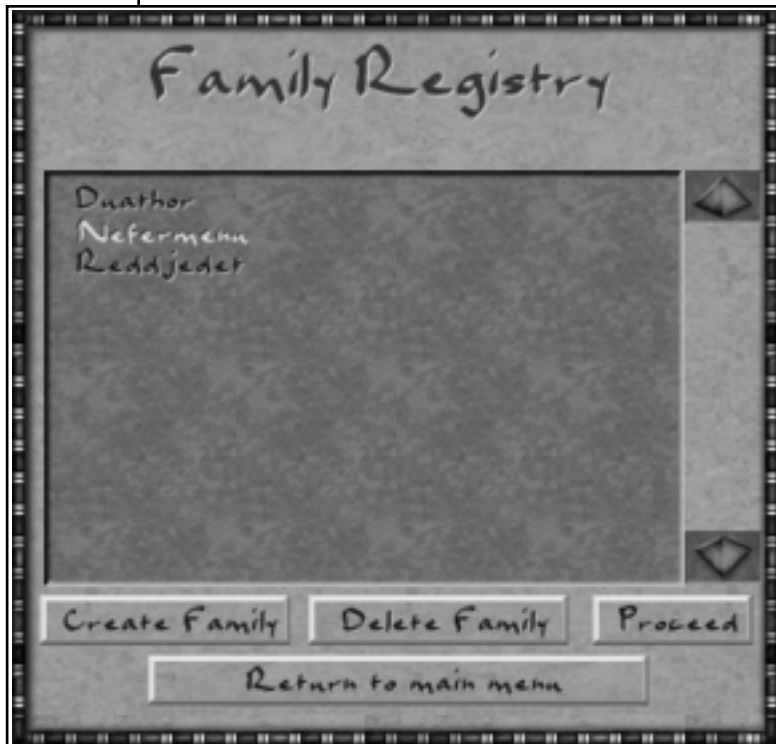 Family Registry
Duathor
Nefermenu
Reddjedet
Create Family Delete Family Proceed
Return to main menu